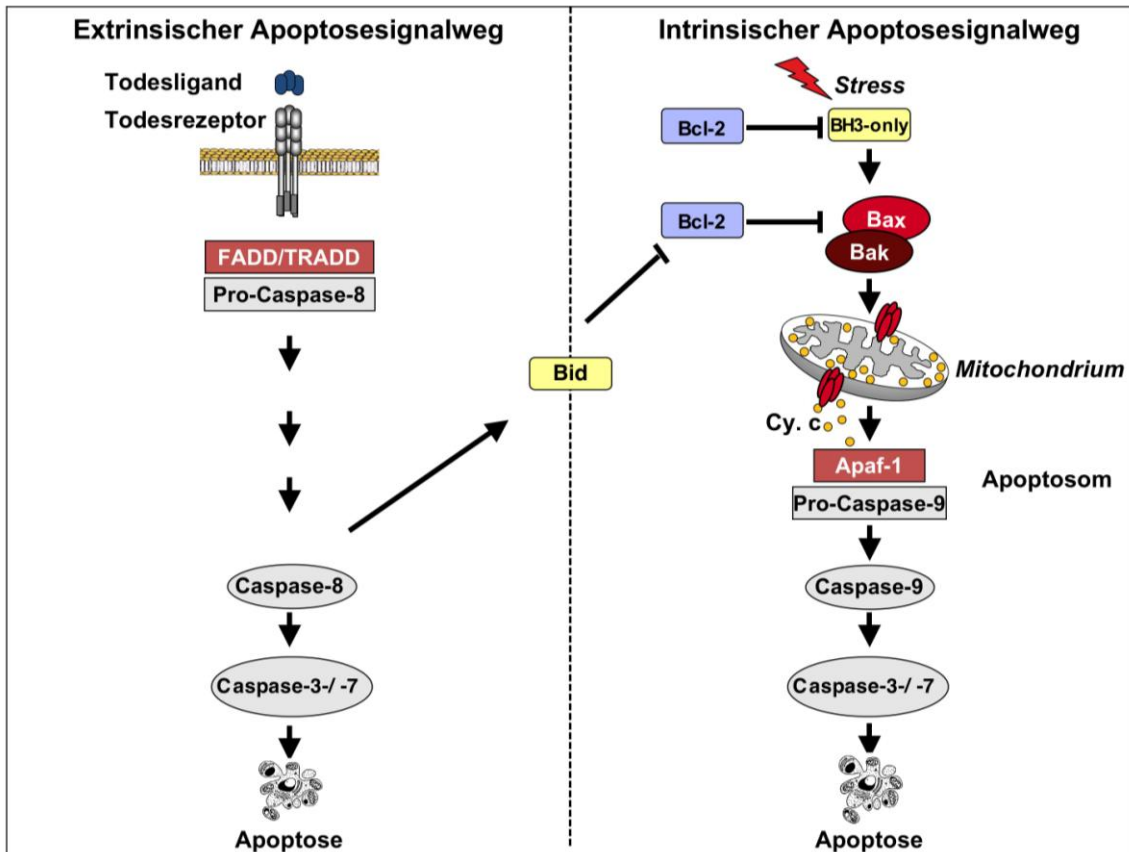 Extrinsischer Apoptosesignalweg
Todesligand
Todesrezeptor
FADD/TRADD
Pro-Caspase-8
Caspase-8
Caspase-3-/ -7
Apoptose
Bid
Intrinsischer Apoptosesignalweg
Stress
Bcl-2
BH3-only
Bcl-2
Bax
Bak
Mitochondrium
Cy. c
Apaf-1
Apoptosom
Pro-Caspase-9
Caspase-9
Caspase-3-/ -7
Apoptose